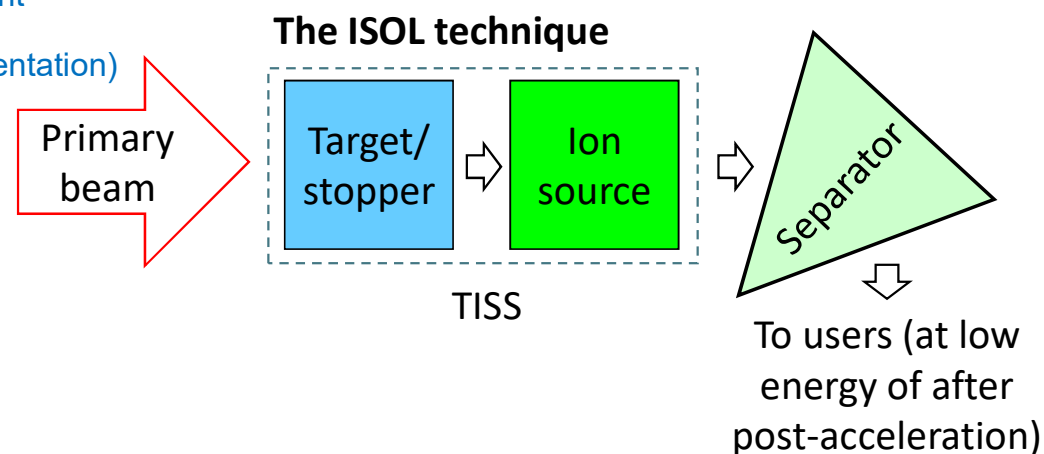 nt
The ISOL technique
entation)
Primary
beam
Target/
stopper
Ion
source
Separator
TISS
To users (at low
energy of after
post-acceleration)